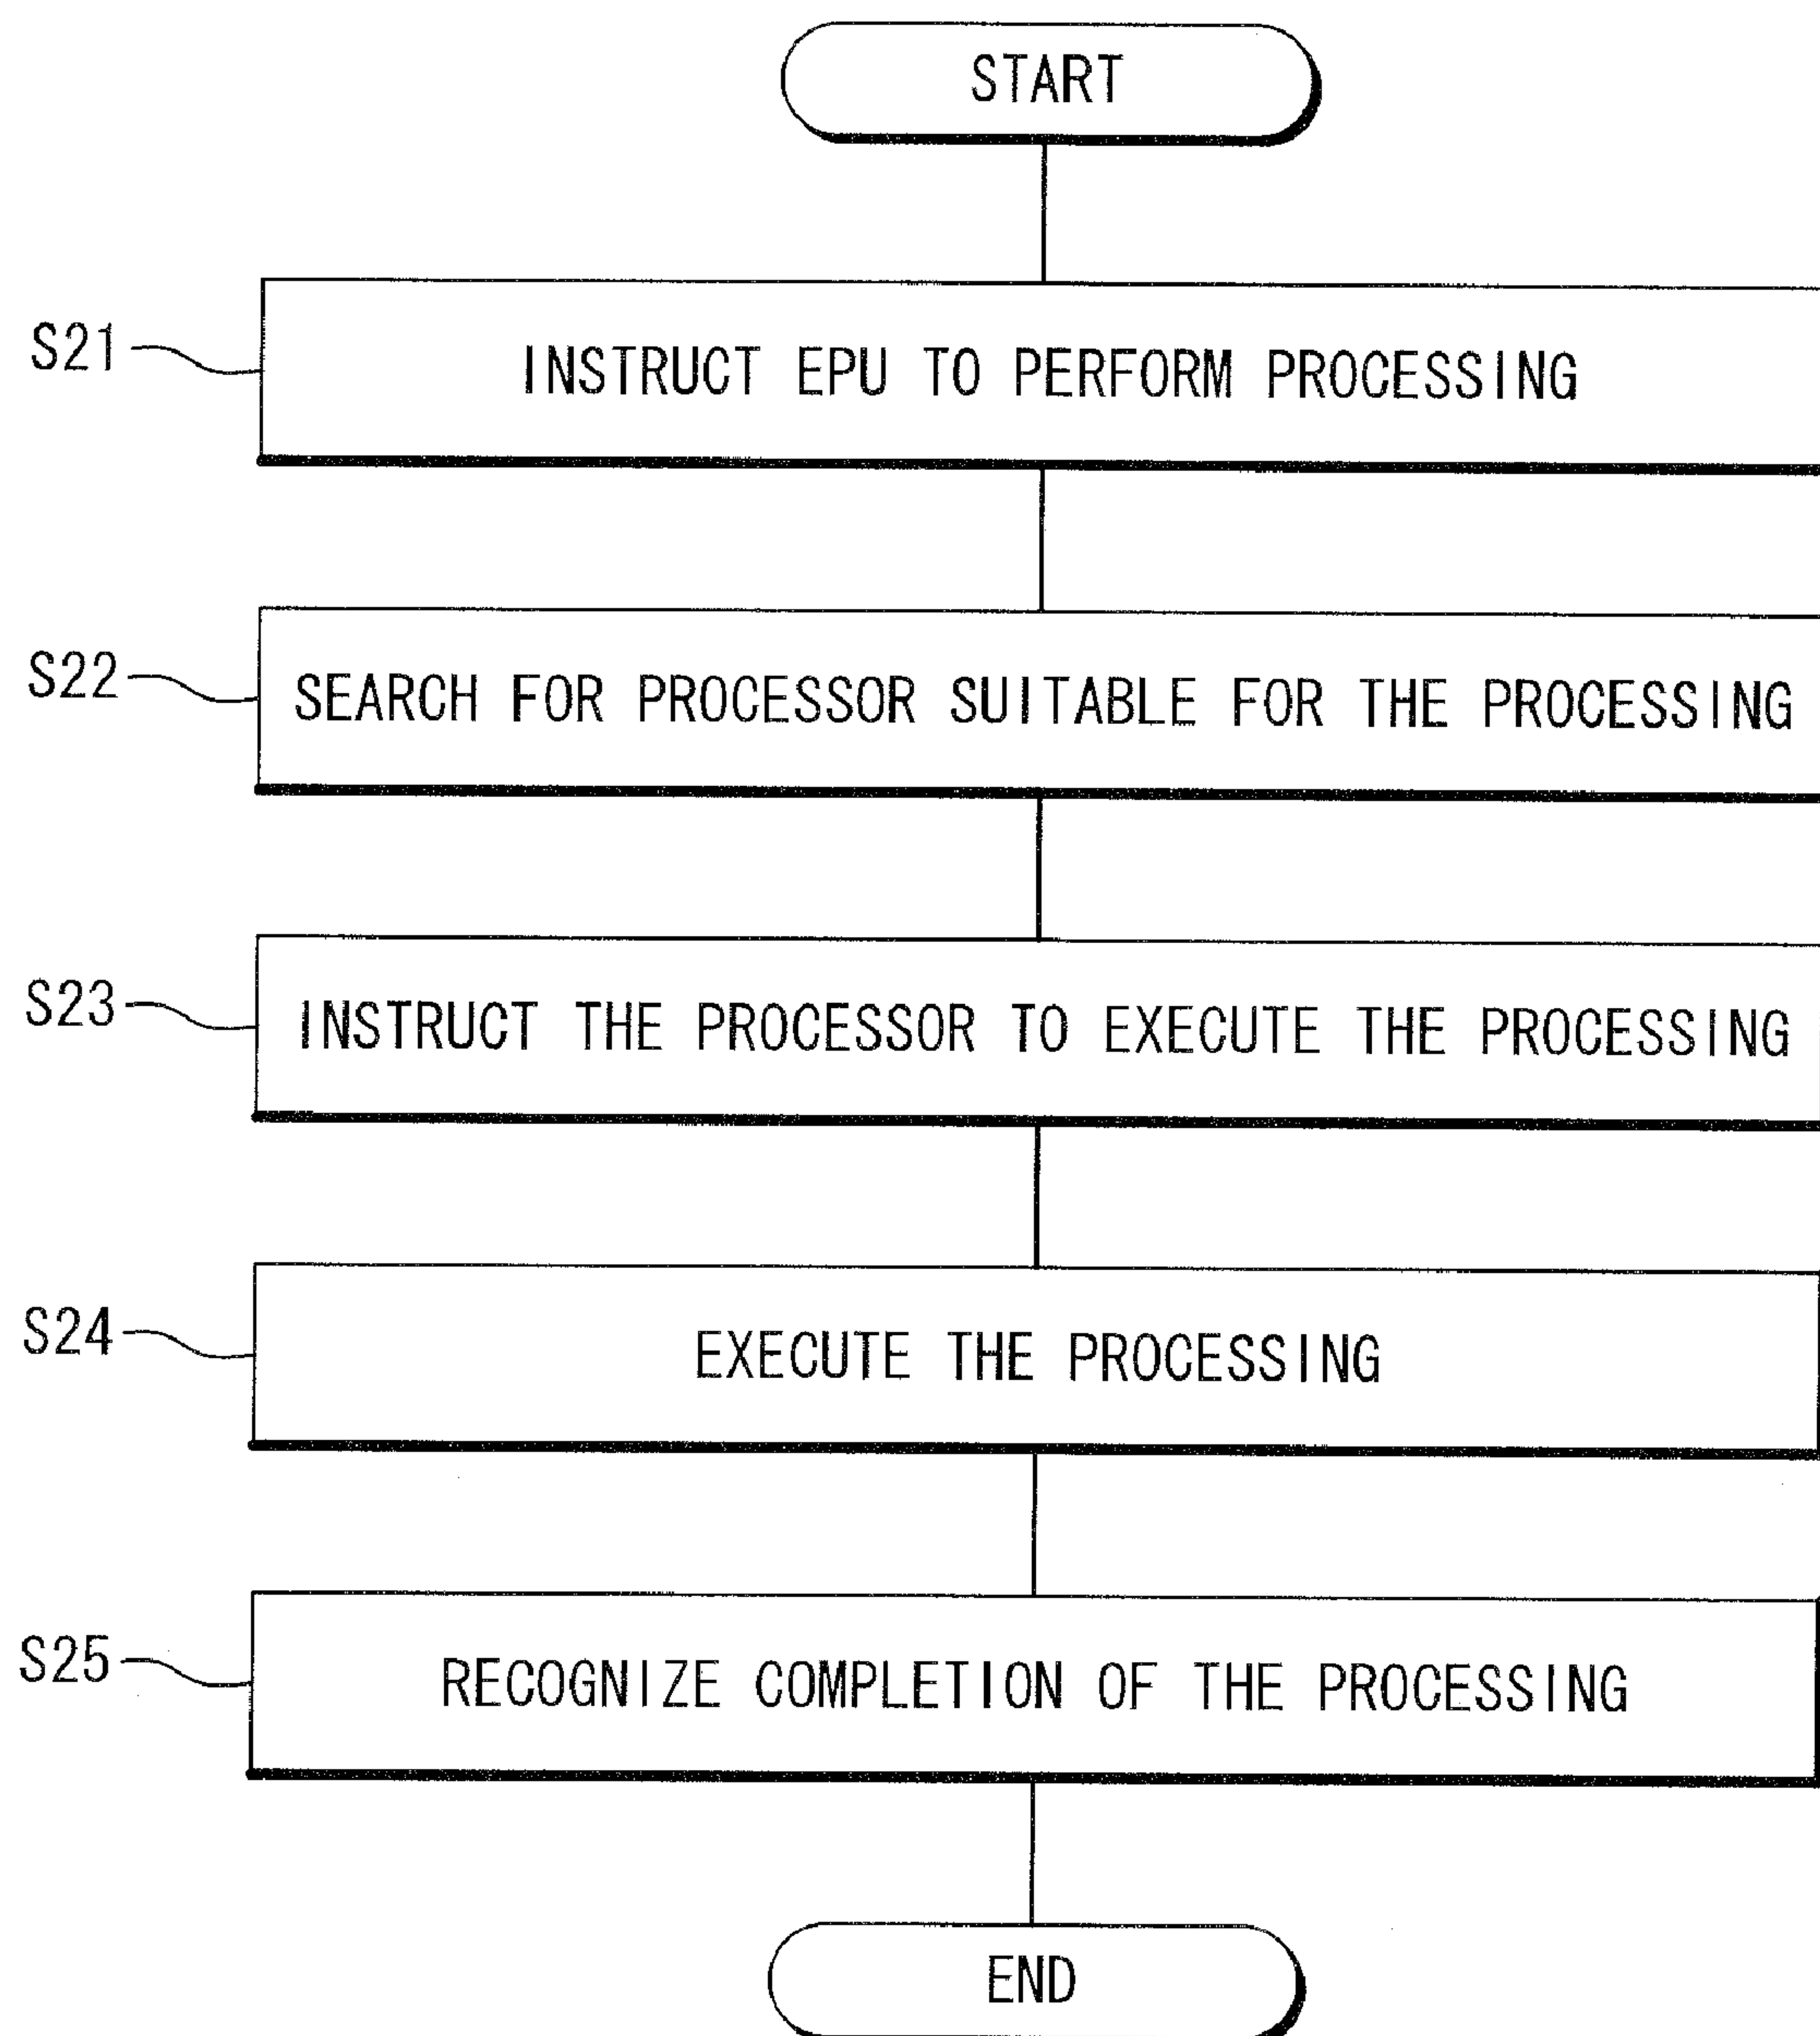 START
S21 INSTRUCT EPU TO PERFORM PROCESSING
S22 SEARCH FOR PROCESSOR SUITABLE FOR THE PROCESSING
S23 INSTRUCT THE PROCESSOR TO EXECUTE THE PROCESSING
S24 EXECUTE THE PROCESSING
S25 RECOGNIZE COMPLETION OF THE PROCESSING
END